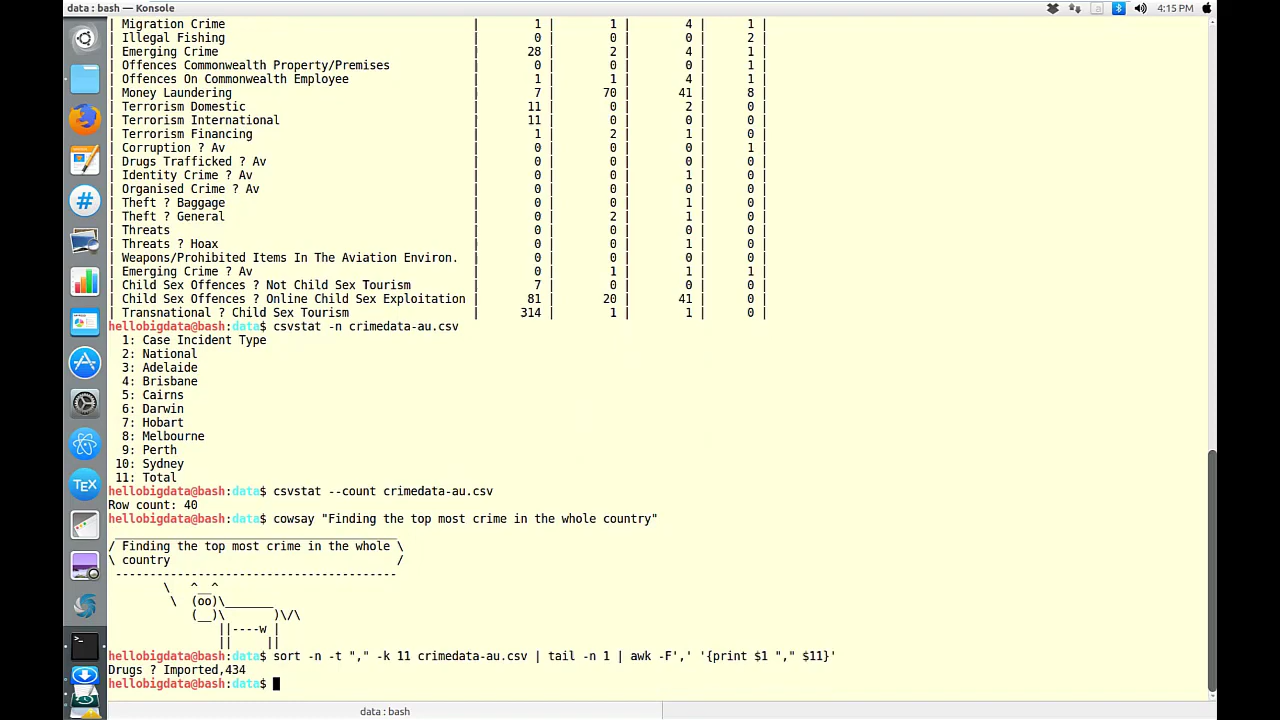 data : bash — Konsole 4:15 PM
| Migration Crime | 1 | 1 | 4 | 1 |
| Illegal Fishing | 0 | 0 | 0 | 2 |
| Emerging Crime | 28 | 2 | 4 | 1 |
| Offences Commonwealth Property/Premises | 0 | 0 | 0 | 1 |
| Offences On Commonwealth Employee | 1 | 1 | 4 | 1 |
| Money Laundering | 7 | 70 | 41 | 8 |
| Terrorism Domestic | 11 | 0 | 2 | 0 |
| Terrorism International | 11 | 0 | 0 | 0 |
| Terrorism Financing | 1 | 2 | 1 | 0 |
| Corruption ? Av | 0 | 0 | 0 | 1 |
| Drugs Trafficked ? Av | 0 | 0 | 0 | 0 |
| Identity Crime ? Av | 0 | 0 | 1 | 0 |
| Organised Crime ? Av | 0 | 0 | 0 | 0 |
| Theft ? Baggage | 0 | 0 | 1 | 0 |
| Theft ? General | 0 | 2 | 1 | 0 |
| Threats | 0 | 0 | 0 | 0 |
| Threats ? Hoax | 0 | 0 | 1 | 0 |
| Weapons/Prohibited Items In The Aviation Environ. | 0 | 0 | 0 | 0 |
| Emerging Crime ? Av | 0 | 1 | 1 | 1 |
| Child Sex Offences ? Not Child Sex Tourism | 7 | 0 | 0 | 0 |
| Child Sex Offences ? Online Child Sex Exploitation | 81 | 20 | 41 | 0 |
| Transnational ? Child Sex Tourism | 314 | 1 | 1 | 0 |
hellobigdata@bash:data$ csvstat -n crimedata-au.csv
1: Case Incident Type
2: National
3: Adelaide
4: Brisbane
5: Cairns
6: Darwin
7: Hobart
8: Melbourne
9: Perth
10: Sydney
11: Total
hellobigdata@bash:data$ csvstat --count crimedata-au.csv
Row count: 40
hellobigdata@bash:data$ cowsay "Finding the top most crime in the whole country"
/ Finding the top most crime in the whole \
\ country /
-----------------------------------------
\ ^__^
\ (oo)\_______
(__)\ )\/\
||----w |
|| ||
hellobigdata@bash:data$ sort -n -t "," -k 11 crimedata-au.csv | tail -n 1 | awk -F',' '{print $1 "," $11}'
Drugs ? Imported,434
hellobigdata@bash:data$
data : bash
TEX